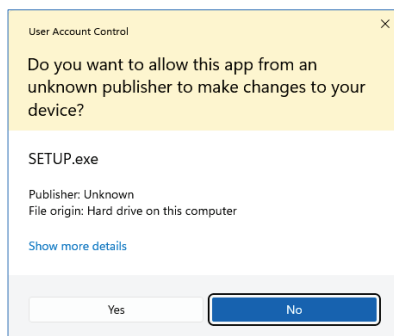 User Account Control
Do you want to allow this app from an
unknown publisher to make changes to your
device?
SETUP.exe
Publisher: Unknown
File origin: Hard drive on this computer
Show more details
Yes
No